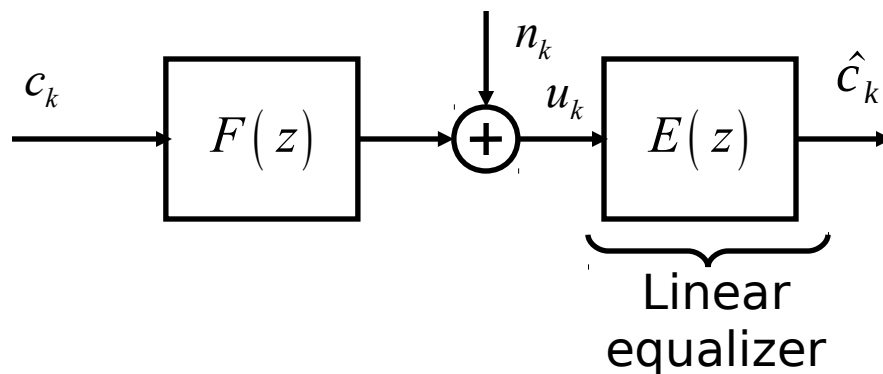 c_k
F(z)
n_k
+
u_k
E(z)
ĉ_k
Linear
equalizer